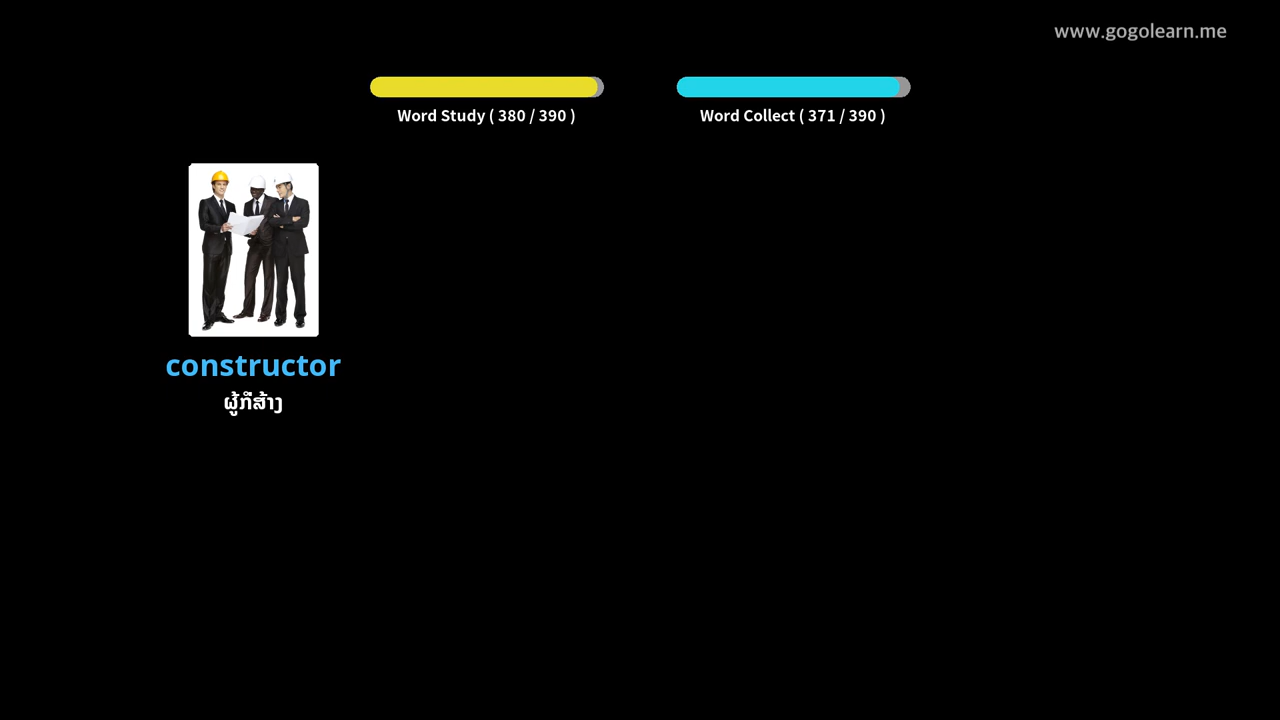 www.gogolearn.me
Word Study ( 380 / 390 )
Word Collect ( 371 / 390 )
constructor
ຜູ້ກໍ່ສ້າງ